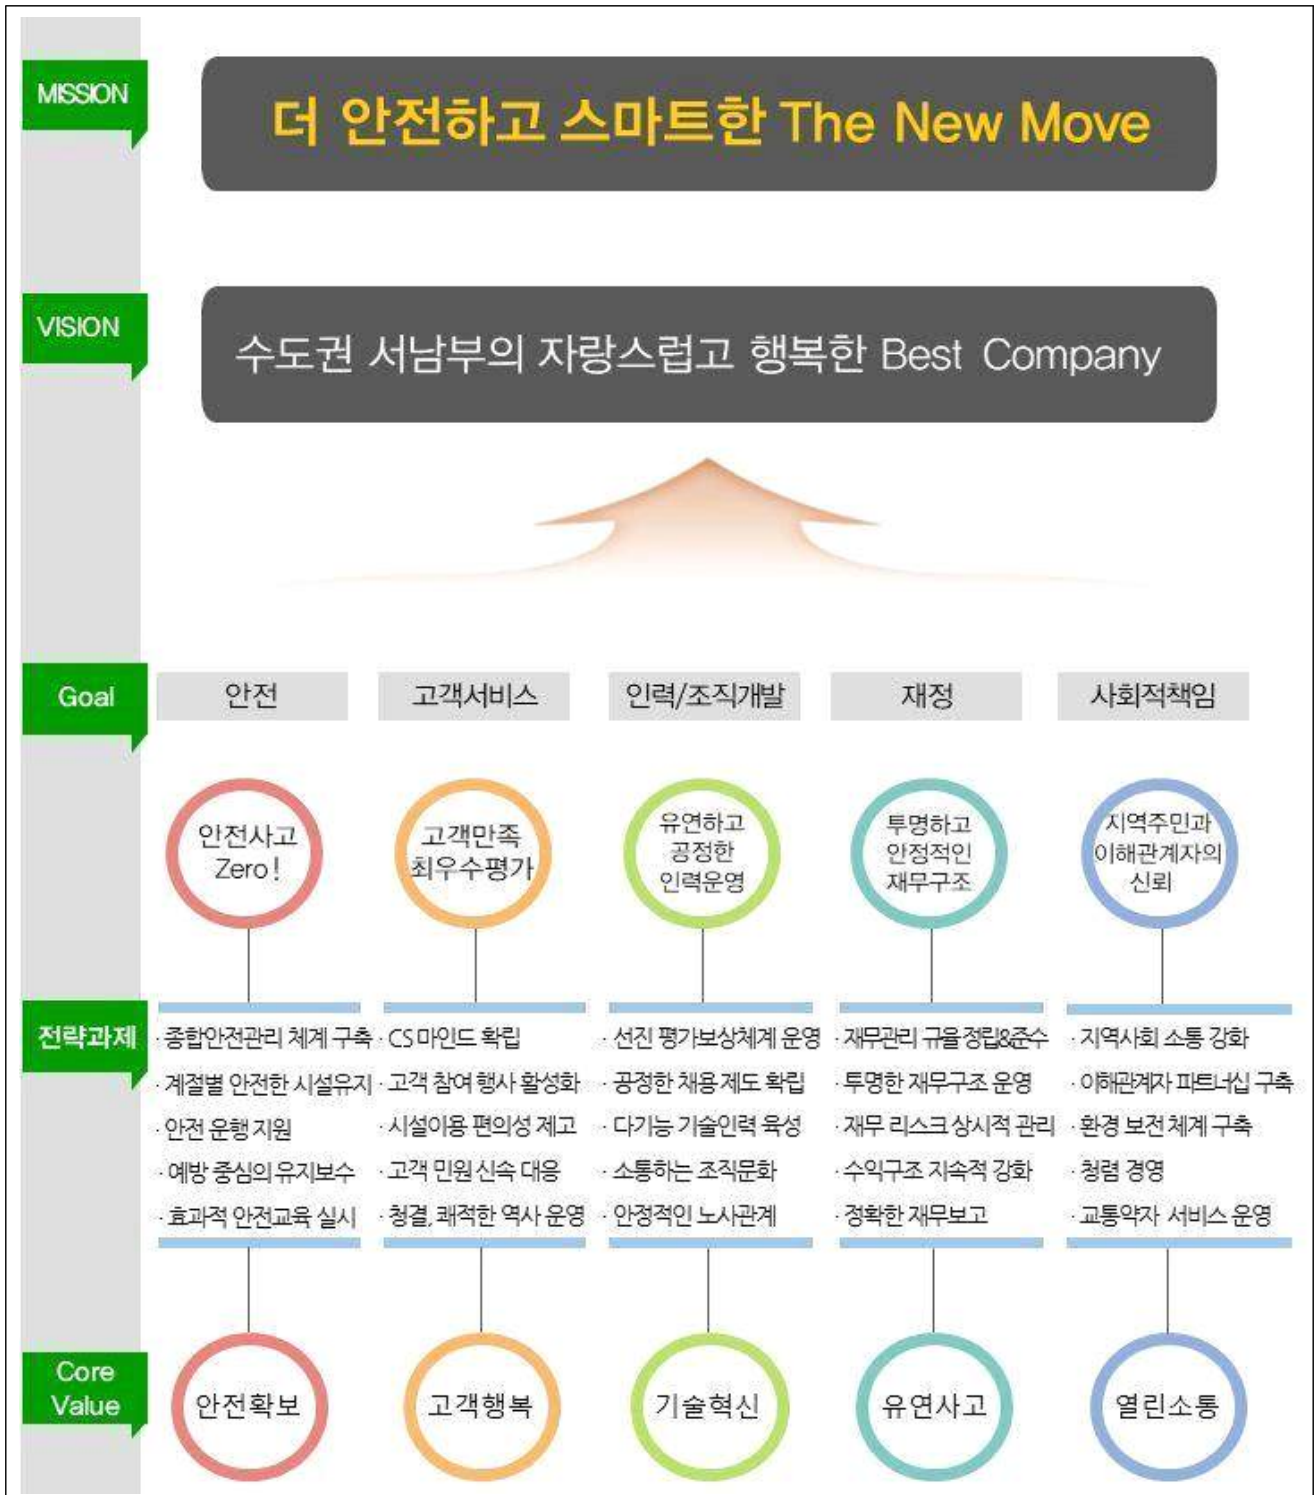 MISSION
더 안전하고 스마트한 The New Move
VISION
수도권 서남부의 자랑스럽고 행복한 Best Company
Goal
안전
고객서비스
인력/조직개발
재정
사회적책임
안전사고
Zero!
고객만족
최우수평가
유연하고
공정한
인력운영
투명하고
안정적인
재무구조
지역주민과
이해관계자의
신뢰
전략과제
· 종합안전관리 체계 구축
· 계절별 안전한 시설유지
· 안전 운행 지원
· 예방 중심의 유지보수
· 효과적 안전교육 실시
· CS 마인드 확립
· 고객 참여 행사 활성화
· 시설이용 편의성 제고
· 고객 민원 신속 대응
· 청결, 쾌적한 역사 운영
· 선진 평가보상체계 운영
· 공정한 채용 제도 확립
· 다기능 기술인력 육성
· 소통하는 조직문화
· 안정적인 노사관계
· 재무관리 규율 정립&준수
· 투명한 재무구조 운영
· 재무 리스크 상시적 관리
· 수익구조 지속적 강화
· 정확한 재무보고
· 지역사회 소통 강화
· 이해관계자 파트너십 구축
· 환경 보전 체계 구축
· 청렴 경영
· 교통약자 서비스 운영
Core
Value
안전확보
고객행복
기술혁신
유연사고
열린소통